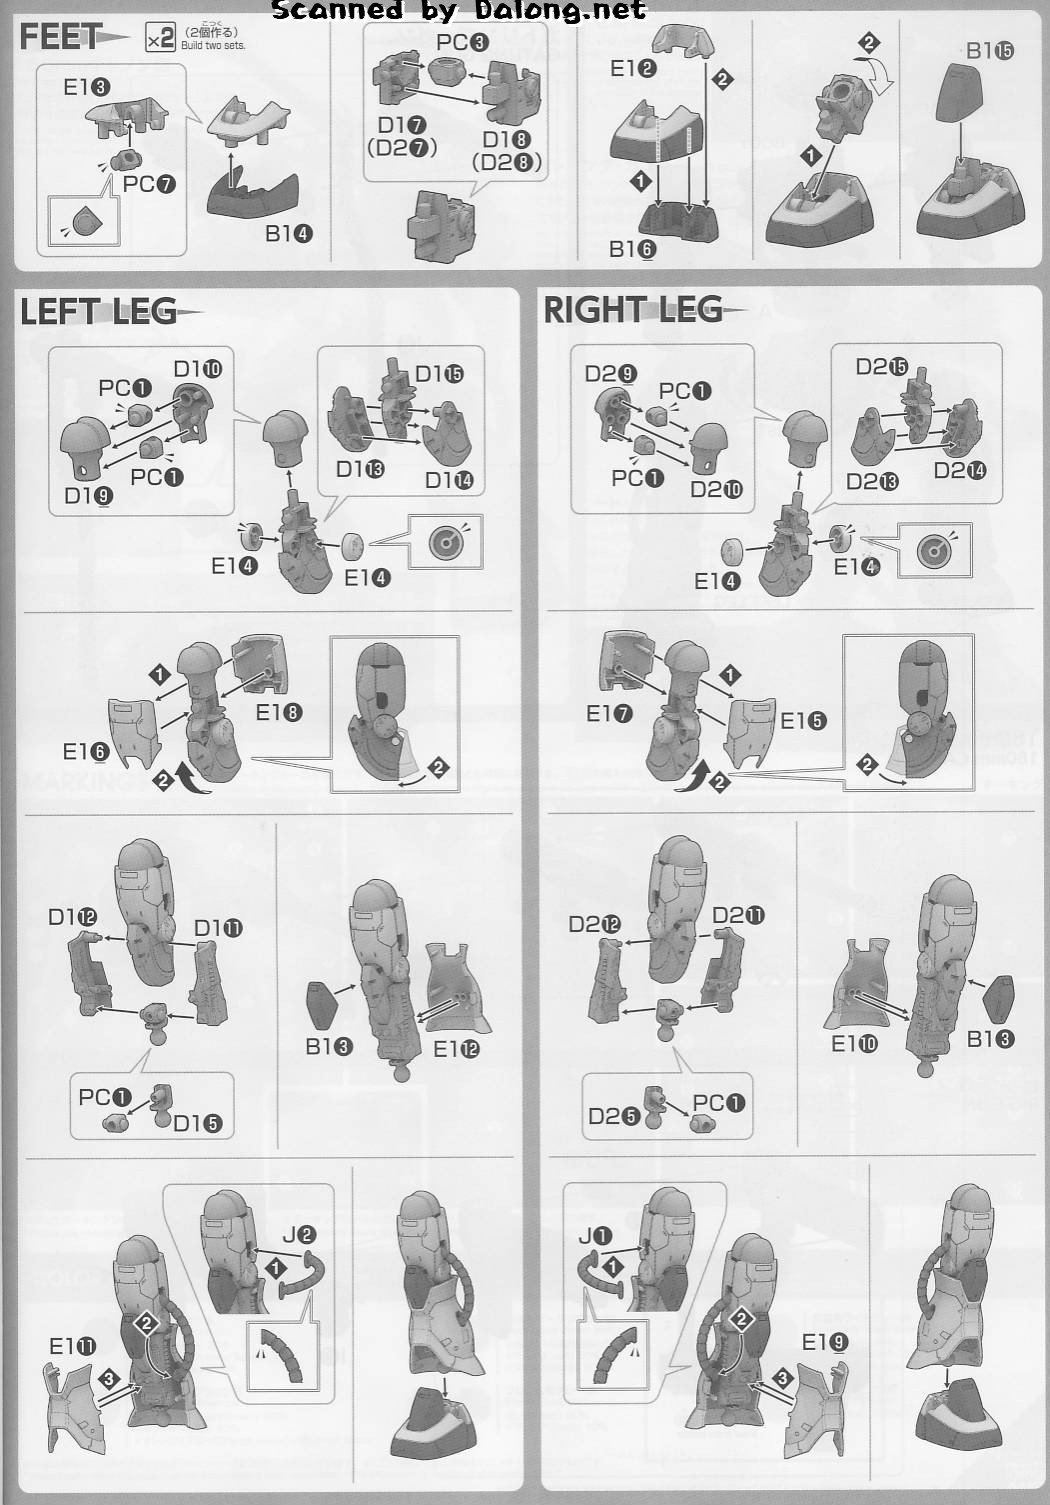 Scanned by Dalong.net
FEET
×2
こつく
(2個作る)
Build two sets.
E1❸
PC❼
B1❹
PC❸
D1❼
(D2❼)
D1❽
(D2❽)
E1❷
❷
❶
B1❻
❷
❶
B1⓯
LEFT LEG
D1❿
PC❶
PC❶
D1❾
D1⓯
D1⓭
D1⓮
E1❹
E1❹
❶
E1❽
E1❻
❷
❷
D1⓬
D1⓫
PC❶
D1❺
B1❸
E1⓬
J❷
❶
❷
E1⓫
❸
RIGHT LEG
D2❾
PC❶
PC❶
D2❿
D2⓯
D2⓭
D2⓮
E1❹
E1❹
❶
E1❼
E1❺
❷
❷
D2⓬
D2⓫
D2❺
PC❶
E1❿
B1❸
J❶
❶
❷
E1❾
❸